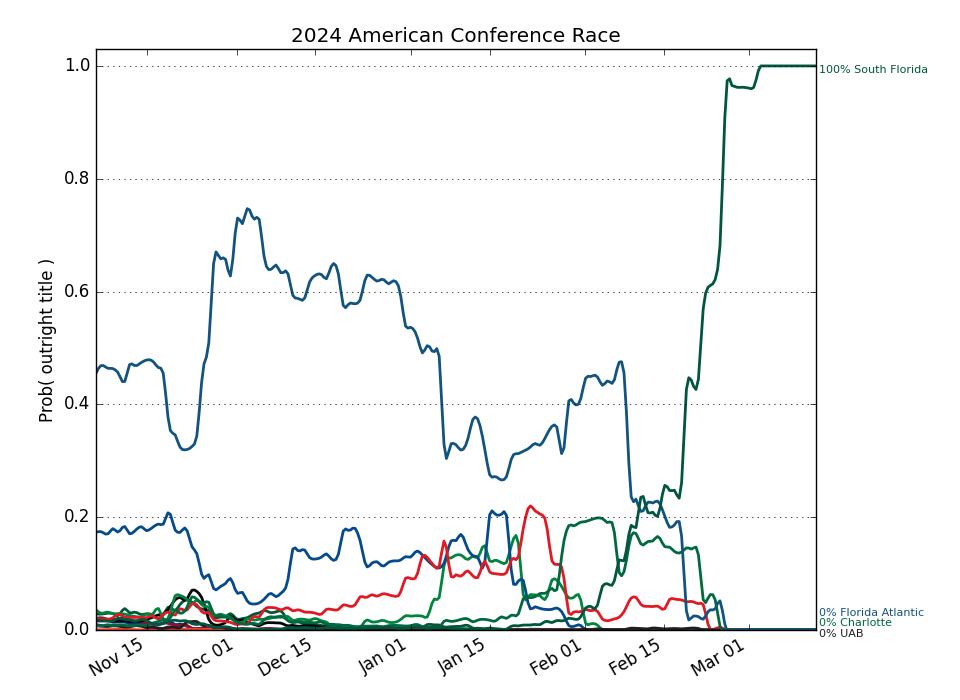 2024 American Conference Race
Prob( outright title )
1.0
0.8
0.6
0.4
0.2
0.0
100% South Florida
0% Florida Atlantic
0% Charlotte
0% UAB
Nov 15
Dec 01
Dec 15
Jan 01
Jan 15
Feb 01
Feb 15
Mar 01